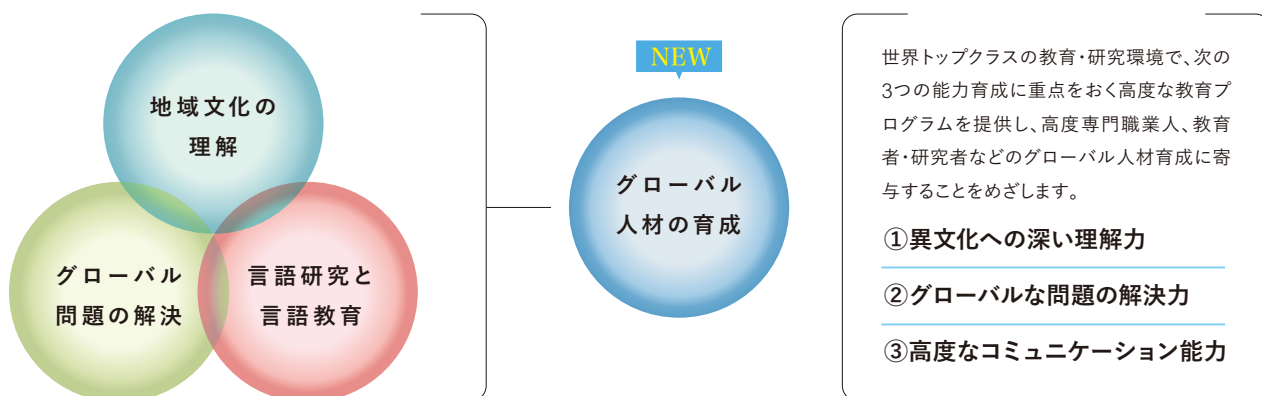 地域文化の
理解
グローバル
問題の解決
言語研究と
言語教育
NEW
グローバル
人材の育成
世界トップクラスの教育・研究環境で、次の
3つの能力育成に重点をおく高度な教育プ
ログラムを提供し、高度専門職業人、教育
者・研究者などのグローバル人材育成に寄
与することをめざします。
①異文化への深い理解力
②グローバルな問題の解決力
③高度なコミュニケーション能力